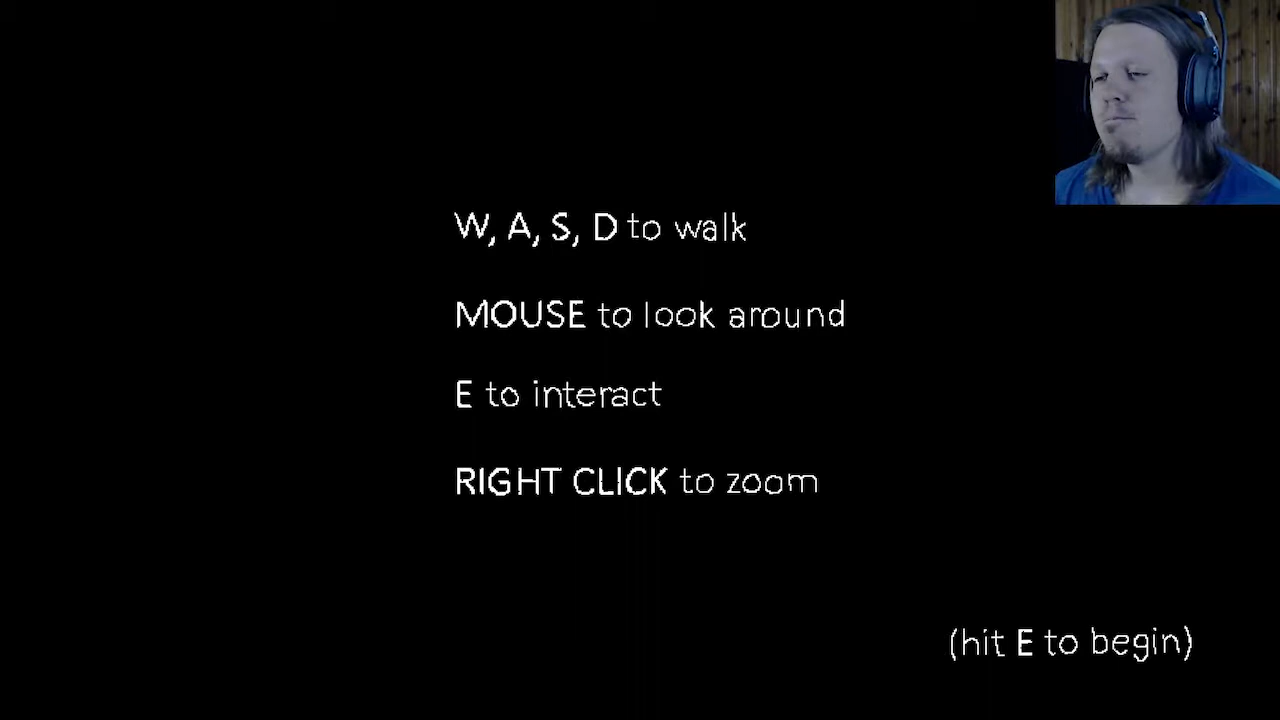 W, A, S, D to walk
MOUSE to look around
E to interact
RIGHT CLICK to zoom
(hit E to begin)